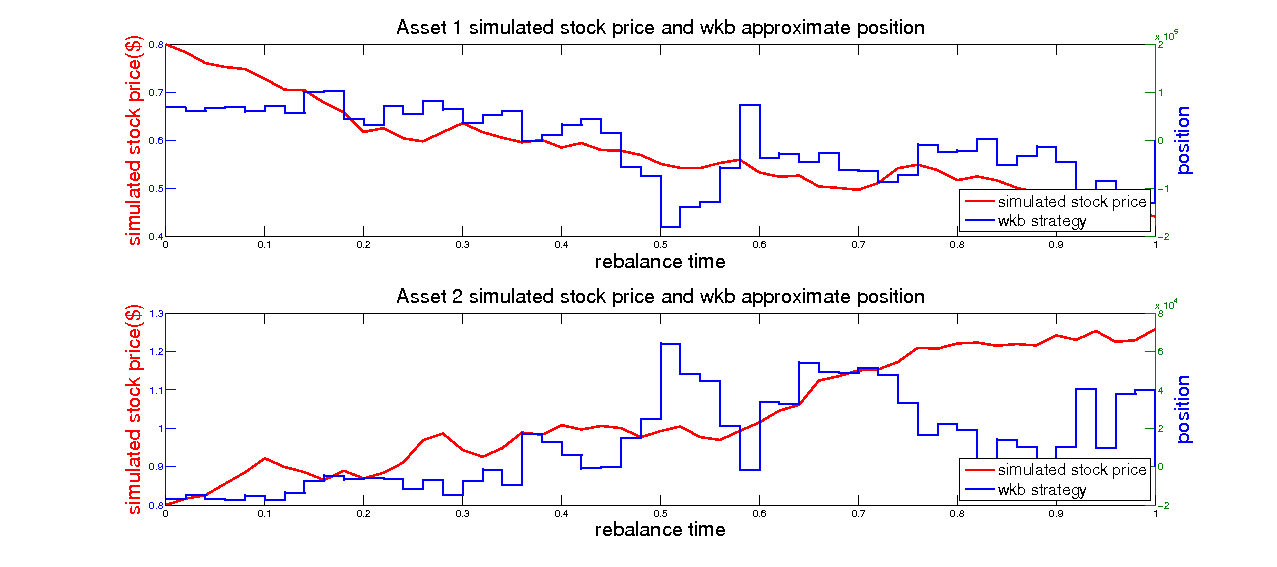 Asset 1 simulated stock price and wkb approximate position
x 10^5
simulated stock price($)
0.8
0.7
0.6
0.5
0.4
2
1
0
-1
-2
position
simulated stock price
wkb strategy
0 0.1 0.2 0.3 0.4 0.5 0.6 0.7 0.8 0.9 1
rebalance time
Asset 2 simulated stock price and wkb approximate position
x 10^4
simulated stock price($)
1.3
1.2
1.1
1
0.9
0.8
8
6
4
2
0
-2
position
simulated stock price
wkb strategy
0 0.1 0.2 0.3 0.4 0.5 0.6 0.7 0.8 0.9 1
rebalance time